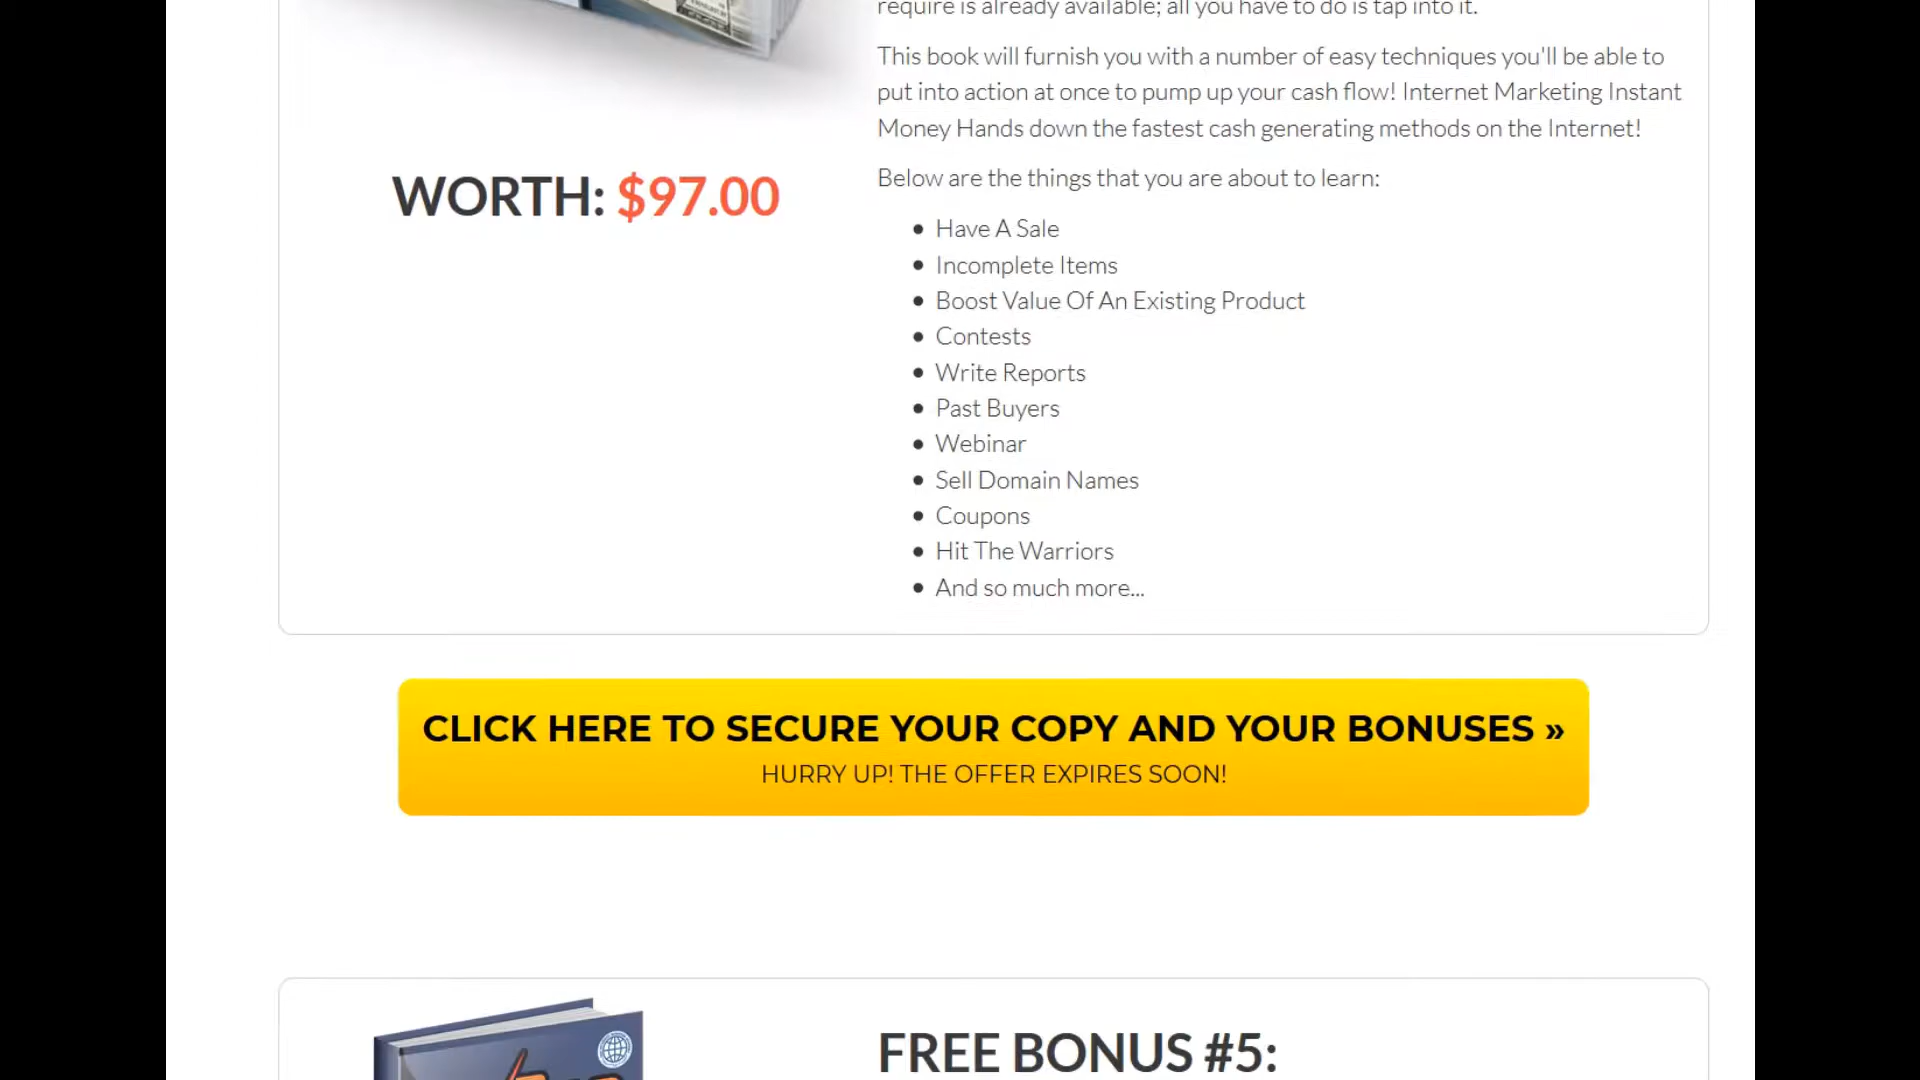 require is already available; all you have to do is tap into it.
This book will furnish you with a number of easy techniques you'll be able to
put into action at once to pump up your cash flow! Internet Marketing Instant
Money Hands down the fastest cash generating methods on the Internet!
WORTH: $97.00
Below are the things that you are about to learn:
• Have A Sale
• Incomplete Items
• Boost Value Of An Existing Product
• Contests
• Write Reports
• Past Buyers
• Webinar
• Sell Domain Names
• Coupons
• Hit The Warriors
• And so much more...
CLICK HERE TO SECURE YOUR COPY AND YOUR BONUSES »
HURRY UP! THE OFFER EXPIRES SOON!
FREE BONUS #5: